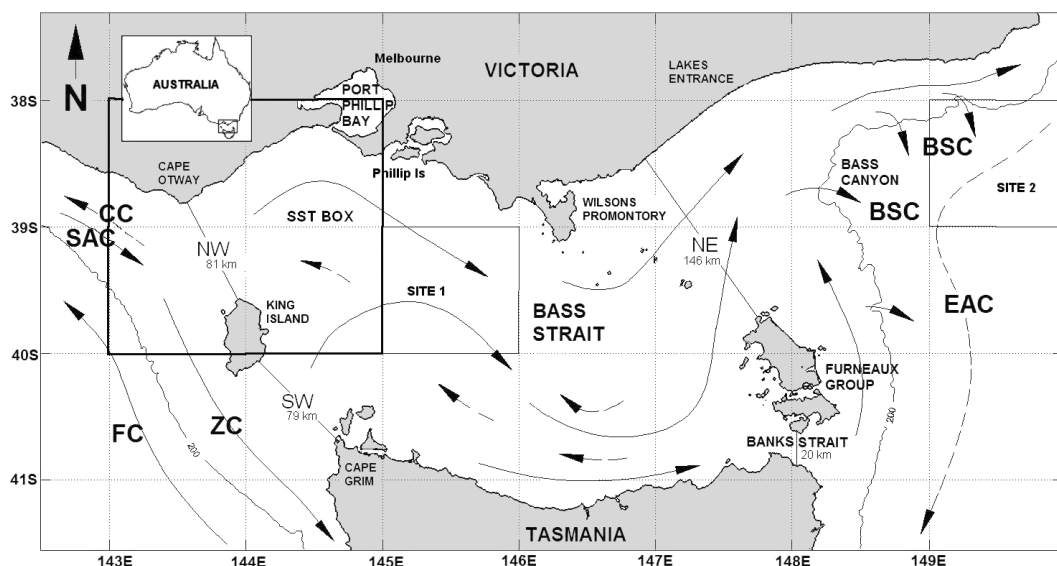 Melbourne
VICTORIA
LAKES
ENTRANCE
AUSTRALIA
PORT
PHILLIP
BAY
N
38S
BSC
BASS
CANYON
SITE 2
CAPE
OTWAY
Phillip Is
WILSONS
PROMONTORY
CC
SST BOX
BSC
39S
SAC
NW
81 km
NE
146 km
KING
ISLAND
SITE 1
BASS
STRAIT
EAC
40S
FURNEAUX
GROUP
SW
79 km
ZC
FC
200
200
BANKS STRAIT
20 km
CAPE
GRIM
41S
TASMANIA
143E
144E
145E
146E
147E
148E
149E